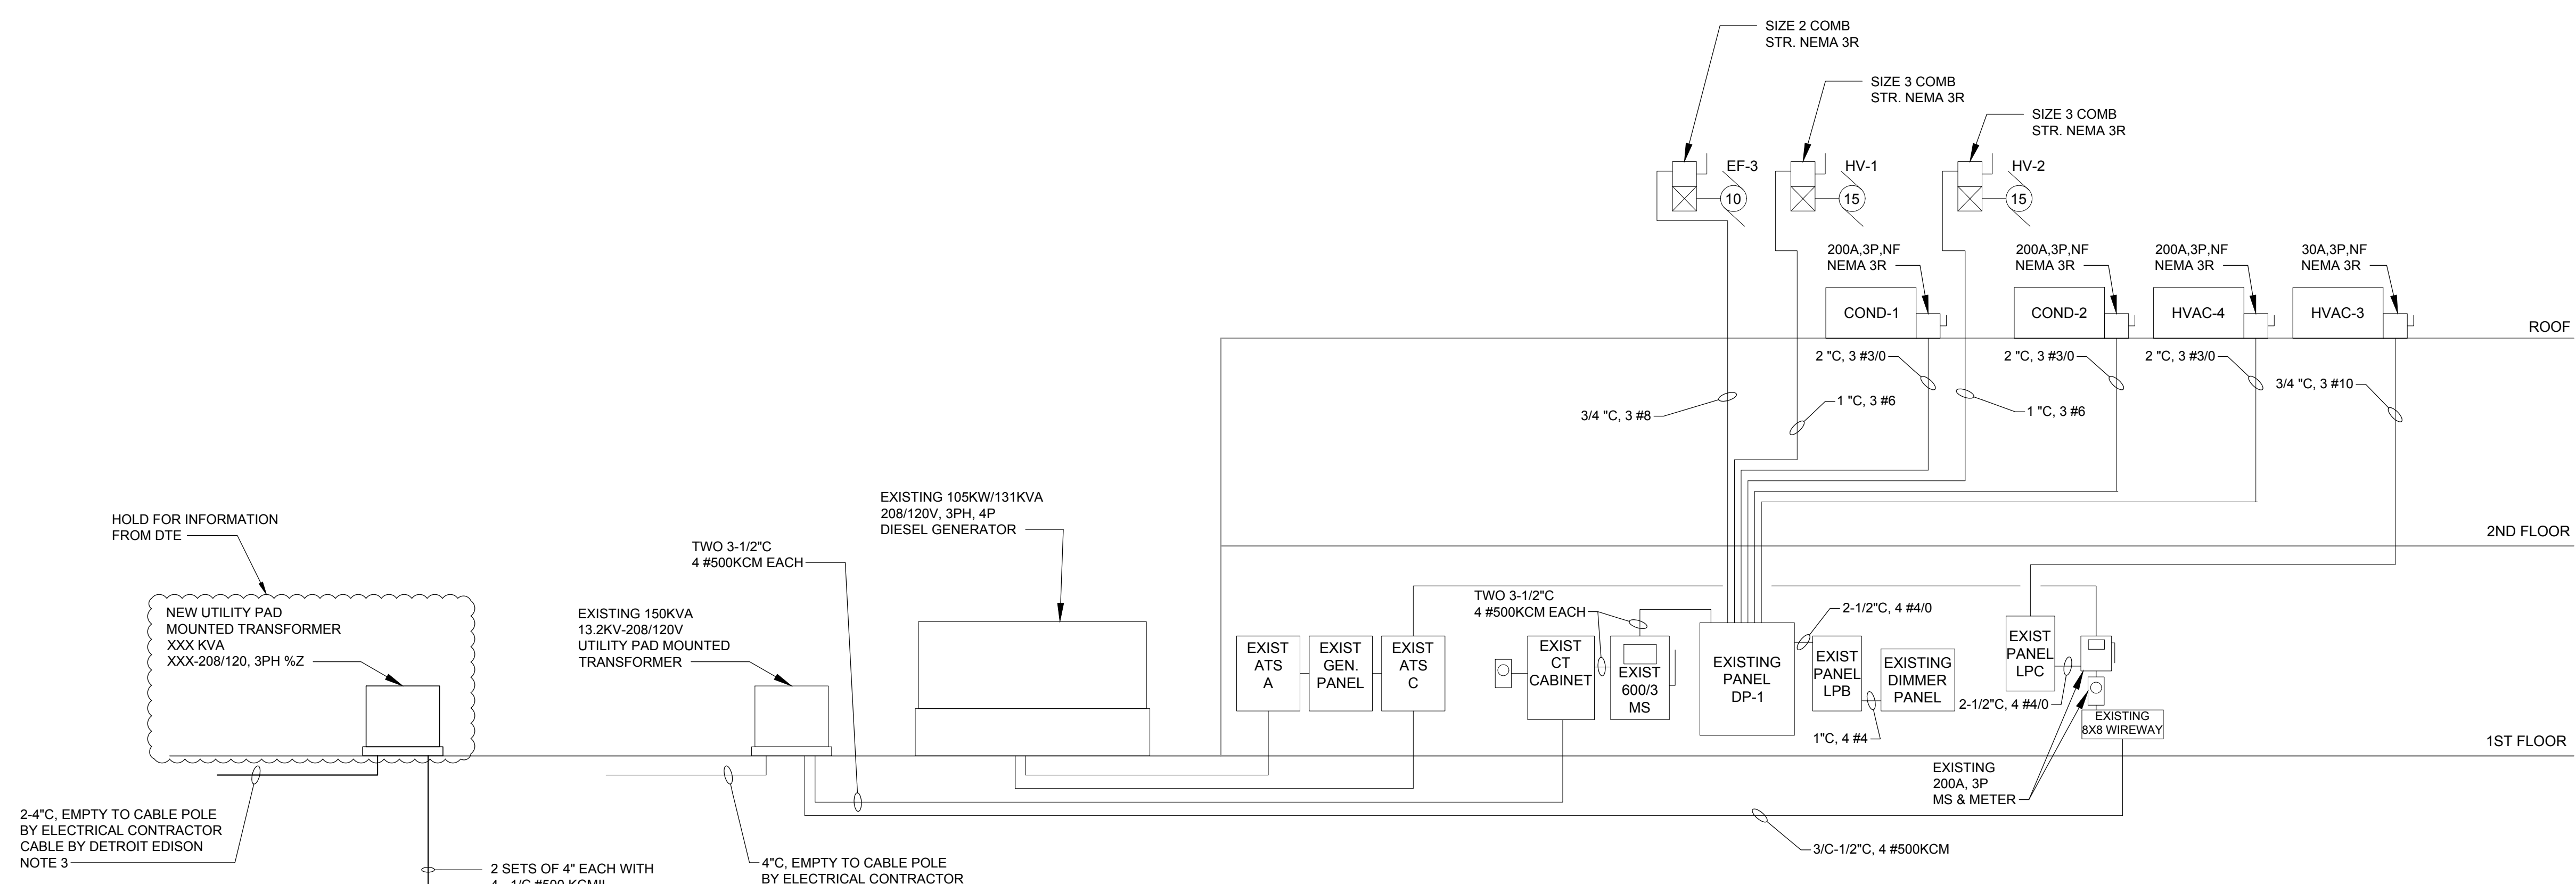 SIZE 2 COMB
STR. NEMA 3R
SIZE 3 COMB
STR. NEMA 3R
SIZE 3 COMB
STR. NEMA 3R
EF-3
10
HV-1
15
HV-2
15
200A,3P,NF
NEMA 3R
200A,3P,NF
NEMA 3R
200A,3P,NF
NEMA 3R
30A,3P,NF
NEMA 3R
COND-1
COND-2
HVAC-4
HVAC-3
ROOF
2 "C, 3 #3/0
2 "C, 3 #3/0
2 "C, 3 #3/0
3/4 "C, 3 #10
3/4 "C, 3 #8
1 "C, 3 #6
1 "C, 3 #6
HOLD FOR INFORMATION
FROM DTE
TWO 3-1/2"C
4 #500KCM EACH
EXISTING 105KW/131KVA
208/120V, 3PH, 4P
DIESEL GENERATOR
2ND FLOOR
NEW UTILITY PAD
MOUNTED TRANSFORMER
XXX KVA
XXX-208/120, 3PH %Z
EXISTING 150KVA
13.2KV-208/120V
UTILITY PAD MOUNTED
TRANSFORMER
TWO 3-1/2"C
4 #500KCM EACH
2-1/2"C, 4 #4/0
EXIST
ATS
A
EXIST
GEN.
PANEL
EXIST
ATS
C
EXIST
CT
CABINET
EXIST
600/3
MS
EXISTING
PANEL
DP-1
EXIST
PANEL
LPB
EXISTING
DIMMER
PANEL
EXIST
PANEL
LPC
2-1/2"C, 4 #4/0
EXISTING
8X8 WIREWAY
1"C, 4 #4
1ST FLOOR
EXISTING
200A, 3P
MS & METER
2-4"C, EMPTY TO CABLE POLE
BY ELECTRICAL CONTRACTOR
CABLE BY DETROIT EDISON
NOTE 3
2 SETS OF 4" EACH WITH
4 - 1/C #500 KCMIL
4"C, EMPTY TO CABLE POLE
BY ELECTRICAL CONTRACTOR
3/C-1/2"C, 4 #500KCM